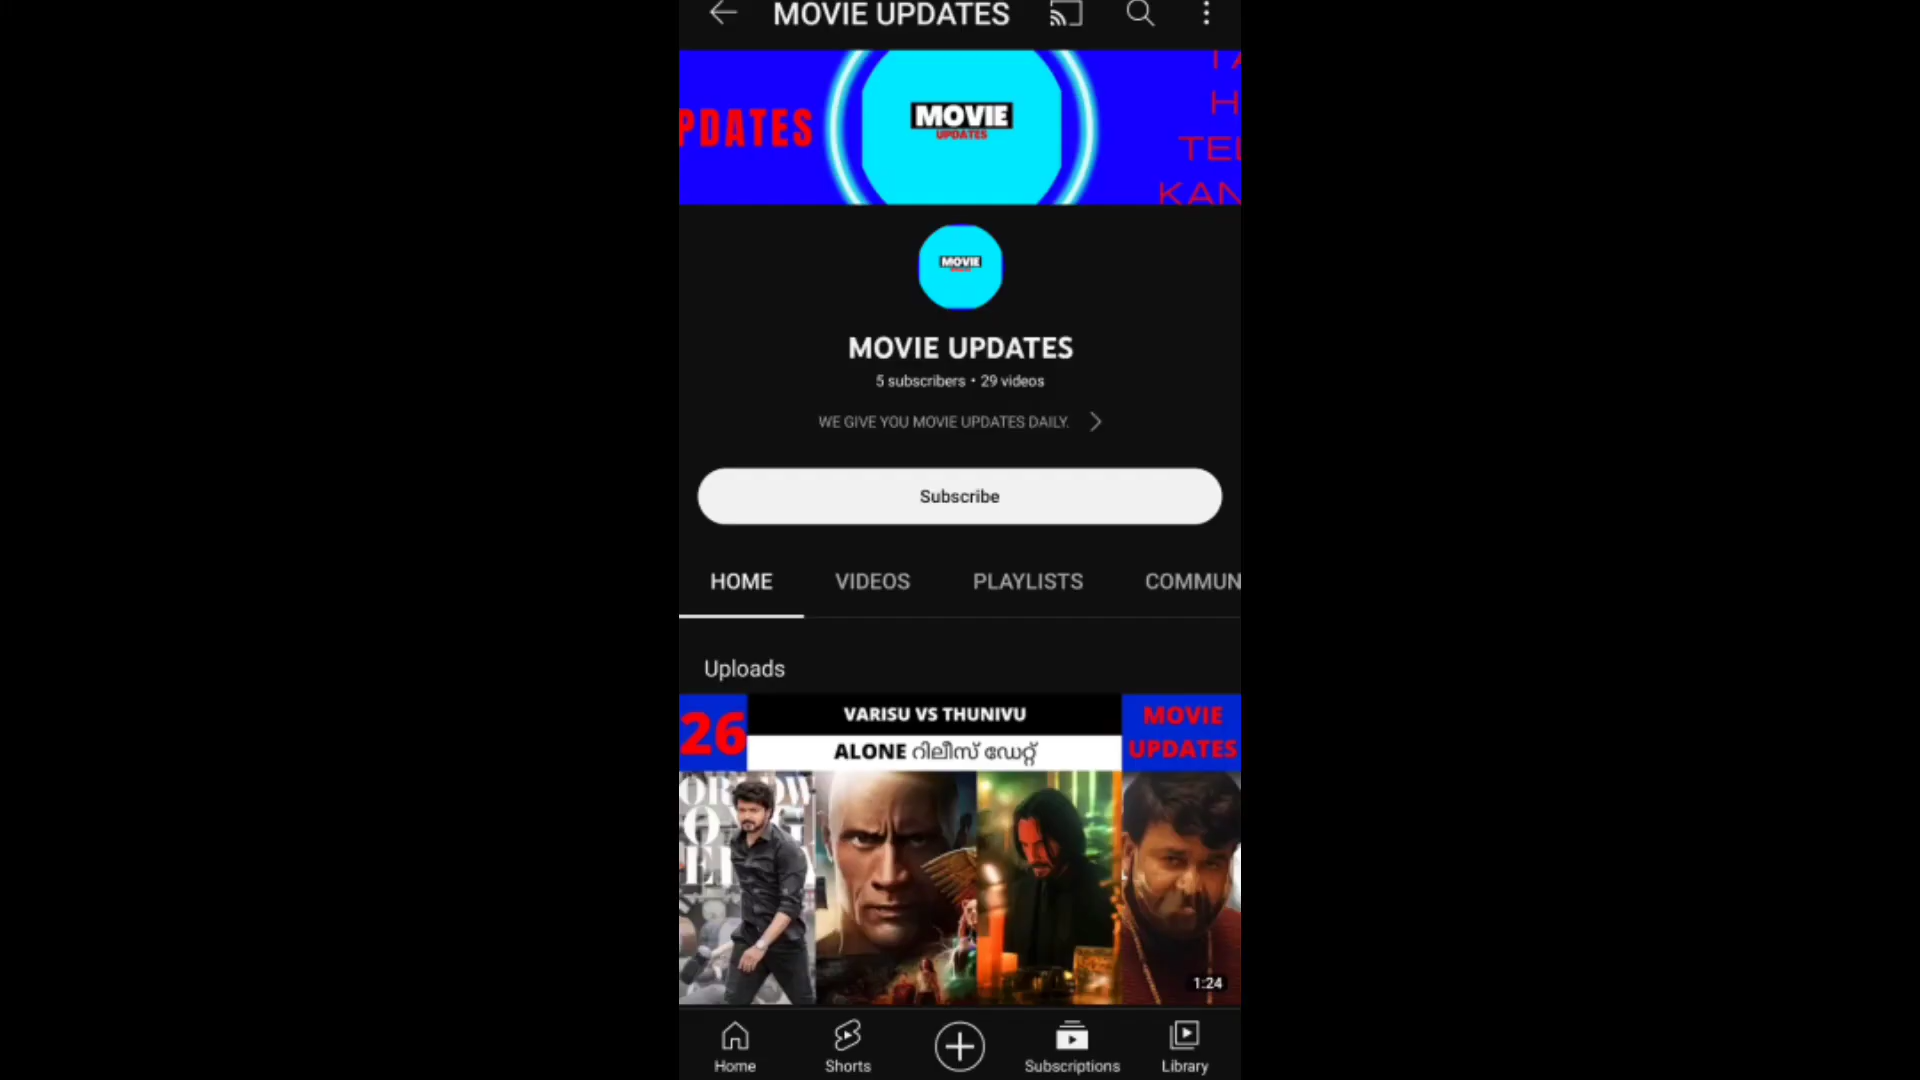 MOVIE UPDATES
PDATES
MOVIE
UPDATES
TA
H
TEL
KAN
MOVIE
MOVIE UPDATES
5 subscribers • 29 videos
WE GIVE YOU MOVIE UPDATES DAILY.
Subscribe
HOME VIDEOS PLAYLISTS COMMUN
Uploads
26
VARISU VS THUNIVU
ALONE റിലീസ് ഡേറ്റ്
MOVIE
UPDATES
1:24
Home Shorts Subscriptions Library